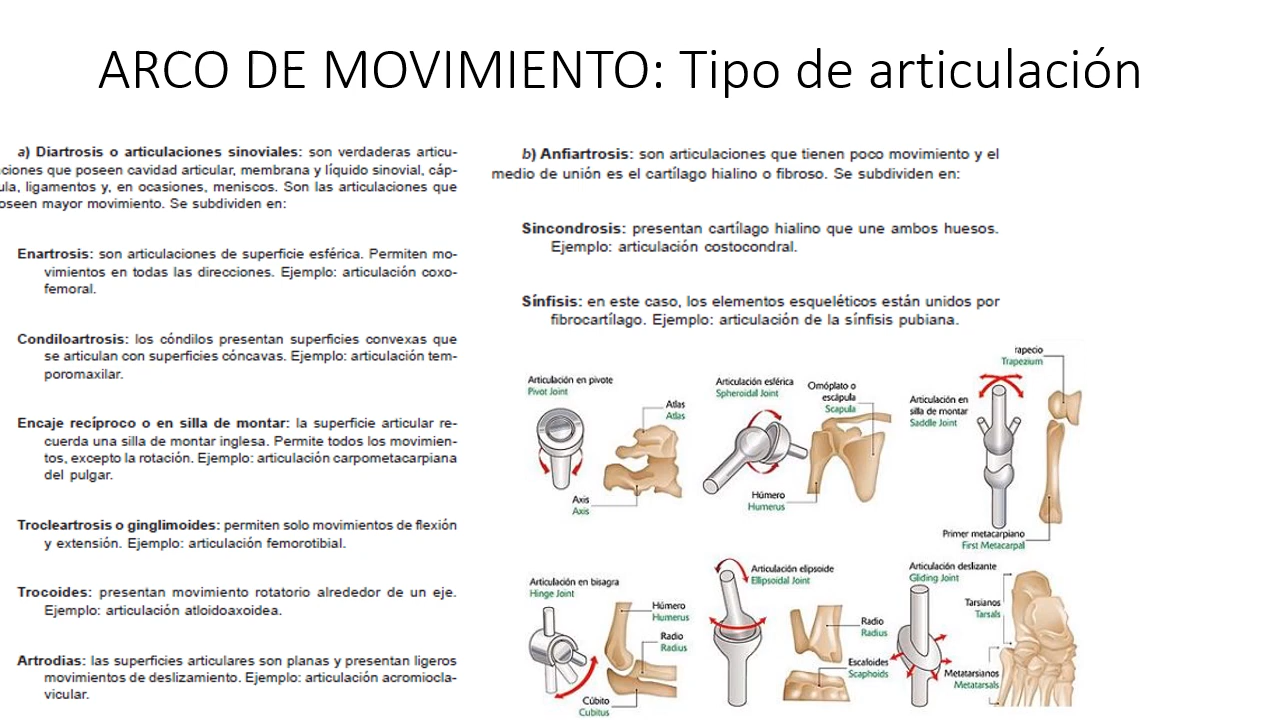 ARCO DE MOVIMIENTO: Tipo de articulación
a) Diartrosis o articulaciones sinoviales: son verdaderas articu-
ciones que poseen cavidad articular, membrana y líquido sinovial, cáp-
ula, ligamentos y, en ocasiones, meniscos. Son las articulaciones que
oseen mayor movimiento. Se subdividen en:
Enartrosis: son articulaciones de superficie esférica. Permiten mo-
vimientos en todas las direcciones. Ejemplo: articulación coxo-
femoral.
Condiloartrosis: los cóndilos presentan superficies convexas que
se articulan con superficies cóncavas. Ejemplo: articulación tem-
poromaxilar.
Encaje recíproco o en silla de montar: la superficie articular re-
cuerda una silla de montar inglesa. Permite todos los movimien-
tos, excepto la rotación. Ejemplo: articulación carpometacarpiana
del pulgar.
Trocleartrosis o ginglimoides: permiten solo movimientos de flexión
y extensión. Ejemplo: articulación femorotibial.
Trocoides: presentan movimiento rotatorio alrededor de un eje.
Ejemplo: articulación atloidoaxoidea.
Artrodias: las superficies articulares son planas y presentan ligeros
movimientos de deslizamiento. Ejemplo: articulación acromiocla-
vicular.
b) Anfiartrosis: son articulaciones que tienen poco movimiento y el
medio de unión es el cartílago hialino o fibroso. Se subdividen en:
Sincondrosis: presentan cartílago hialino que une ambos huesos.
Ejemplo: articulación costocondral.
Sínfisis: en este caso, los elementos esqueléticos están unidos por
fibrocartílago. Ejemplo: articulación de la sínfisis pubiana.
Articulación en pivote
Pivot Joint
Atlas
Atlas
Axis
Axis
Articulación esférica
Spheroidal Joint
Omóplato o
escápula
Scapula
Húmero
Humerus
Articulación en
silla de montar
Saddle Joint
rapecio
Trapezium
Primer metacarpiano
First Metacarpal
Articulación en bisagra
Hinge Joint
Húmero
Humerus
Radio
Radius
Cúbito
Cubitus
Articulación elipsoide
Ellipsoidal Joint
Radio
Radius
Escaloides
Scaphoids
Articulación deslizante
Gliding Joint
Tarsianos
Tarsals
Metatarsianos
Metatarsals